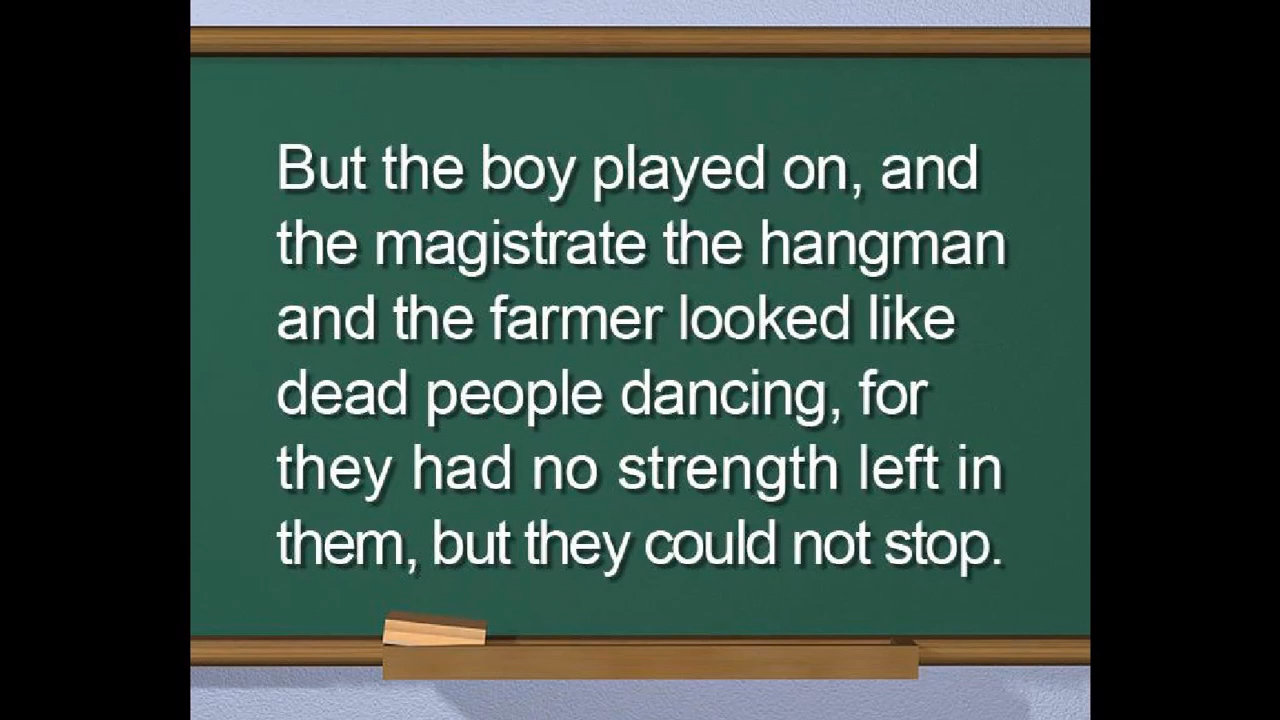 But the boy played on, and
the magistrate the hangman
and the farmer looked like
dead people dancing, for
they had no strength left in
them, but they could not stop.